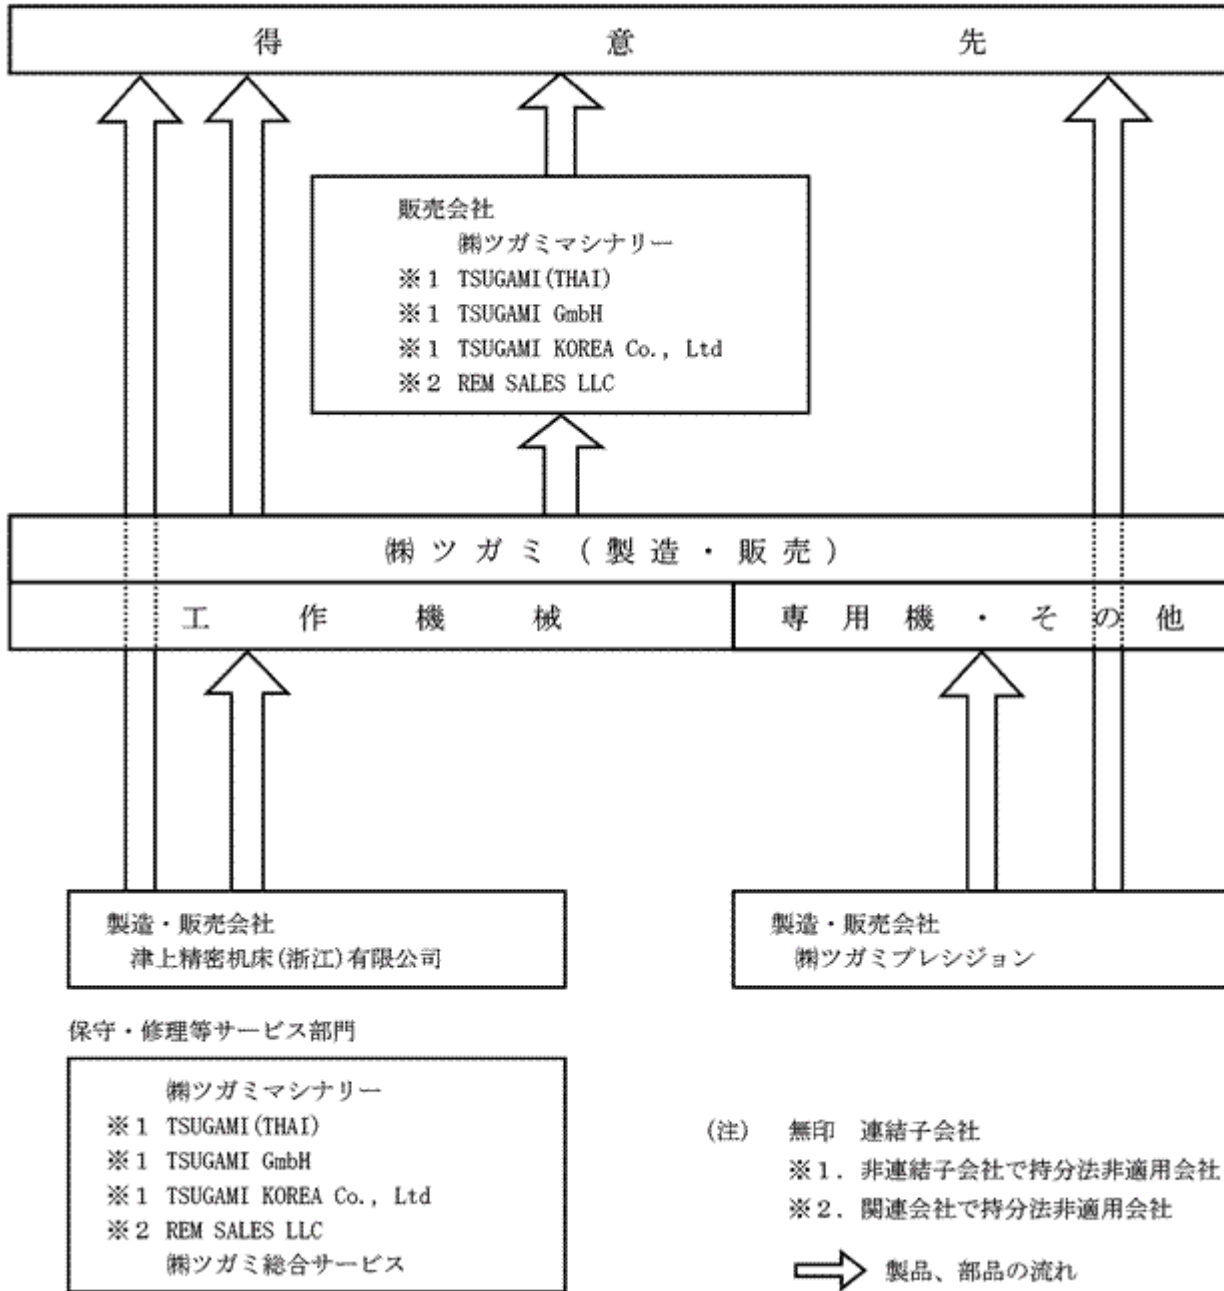 得意先
販売会社
㈱ツガミマシナリー
※1 TSUGAMI(THAI)
※1 TSUGAMI GmbH
※1 TSUGAMI KOREA Co., Ltd
※2 REM SALES LLC
㈱ツガミ(製造・販売)
工作機械
専用機・その他
製造・販売会社
津上精密机床(浙江)有限公司
製造・販売会社
㈱ツガミプレシジョン
保守・修理等サービス部門
㈱ツガミマシナリー
※1 TSUGAMI(THAI)
※1 TSUGAMI GmbH
※1 TSUGAMI KOREA Co., Ltd
※2 REM SALES LLC
㈱ツガミ総合サービス
(注) 無印 連結子会社
※1.非連結子会社で持分法非適用会社
※2.関連会社で持分法非適用会社
製品、部品の流れ